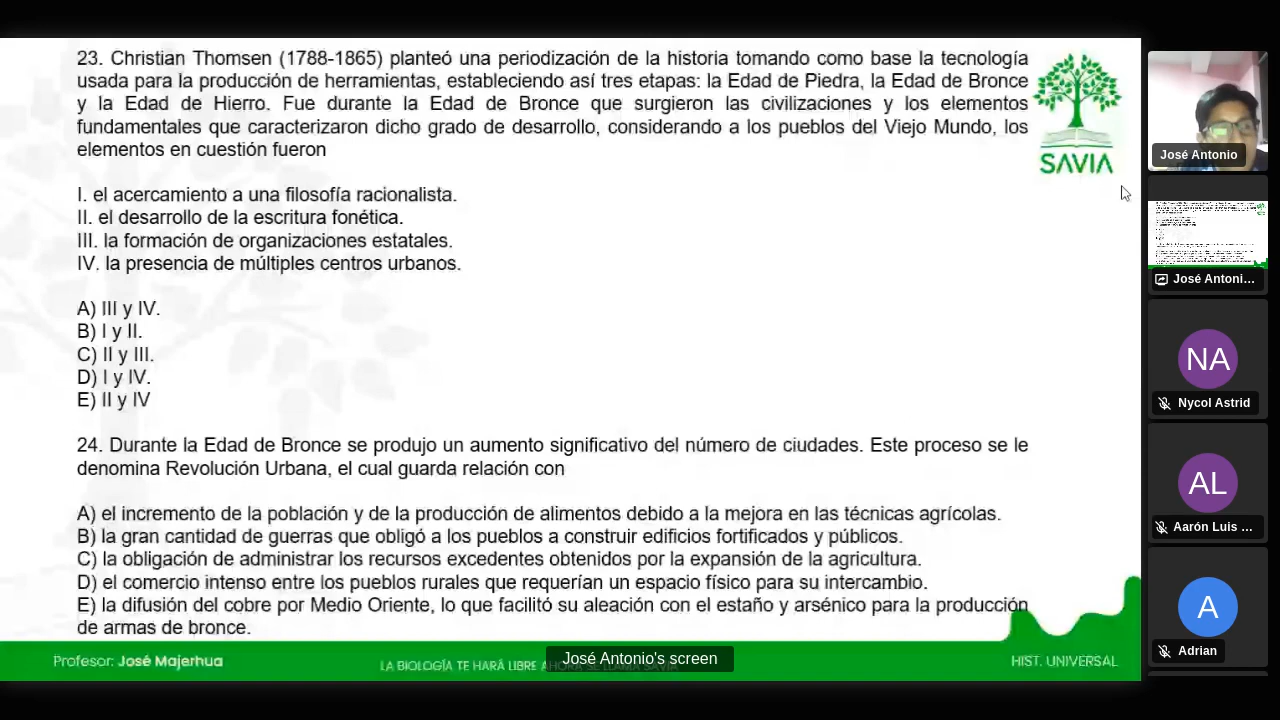 23. Christian Thomsen (1788-1865) planteó una periodización de la historia tomando como base la tecnología
usada para la producción de herramientas, estableciendo así tres etapas: la Edad de Piedra, la Edad de Bronce
y la Edad de Hierro. Fue durante la Edad de Bronce que surgieron las civilizaciones y los elementos
fundamentales que caracterizaron dicho grado de desarrollo, considerando a los pueblos del Viejo Mundo, los
elementos en cuestión fueron
I. el acercamiento a una filosofía racionalista.
II. el desarrollo de la escritura fonética.
III. la formación de organizaciones estatales.
IV. la presencia de múltiples centros urbanos.
A) III y IV.
B) I y II.
C) II y III.
D) I y IV.
E) II y IV
24. Durante la Edad de Bronce se produjo un aumento significativo del número de ciudades. Este proceso se le
denomina Revolución Urbana, el cual guarda relación con
A) el incremento de la población y de la producción de alimentos debido a la mejora en las técnicas agrícolas.
B) la gran cantidad de guerras que obligó a los pueblos a construir edificios fortificados y públicos.
C) la obligación de administrar los recursos excedentes obtenidos por la expansión de la agricultura.
D) el comercio intenso entre los pueblos rurales que requerían un espacio físico para su intercambio.
E) la difusión del cobre por Medio Oriente, lo que facilitó su aleación con el estaño y arsénico para la producción
de armas de bronce.
SAVIA
Profesor: José Majerhua
LA BIOLOGÍA TE HARÁ LIBRE
José Antonio's screen
HIST. UNIVERSAL
José Antonio
José Antoni...
NA
Nycol Astrid
AL
Aarón Luis ...
A
Adrian